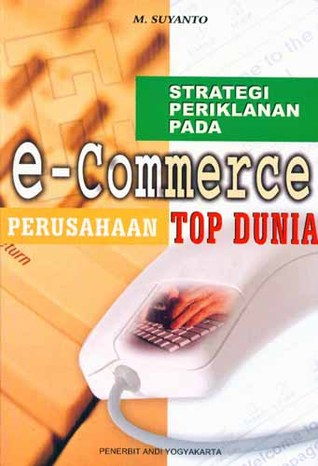 M. SUYANTO
STRATEGI
PERIKLANAN
PADA
e-Commerce
PERUSAHAAN TOP DUNIA
PENERBIT ANDI YOGYAKARTA